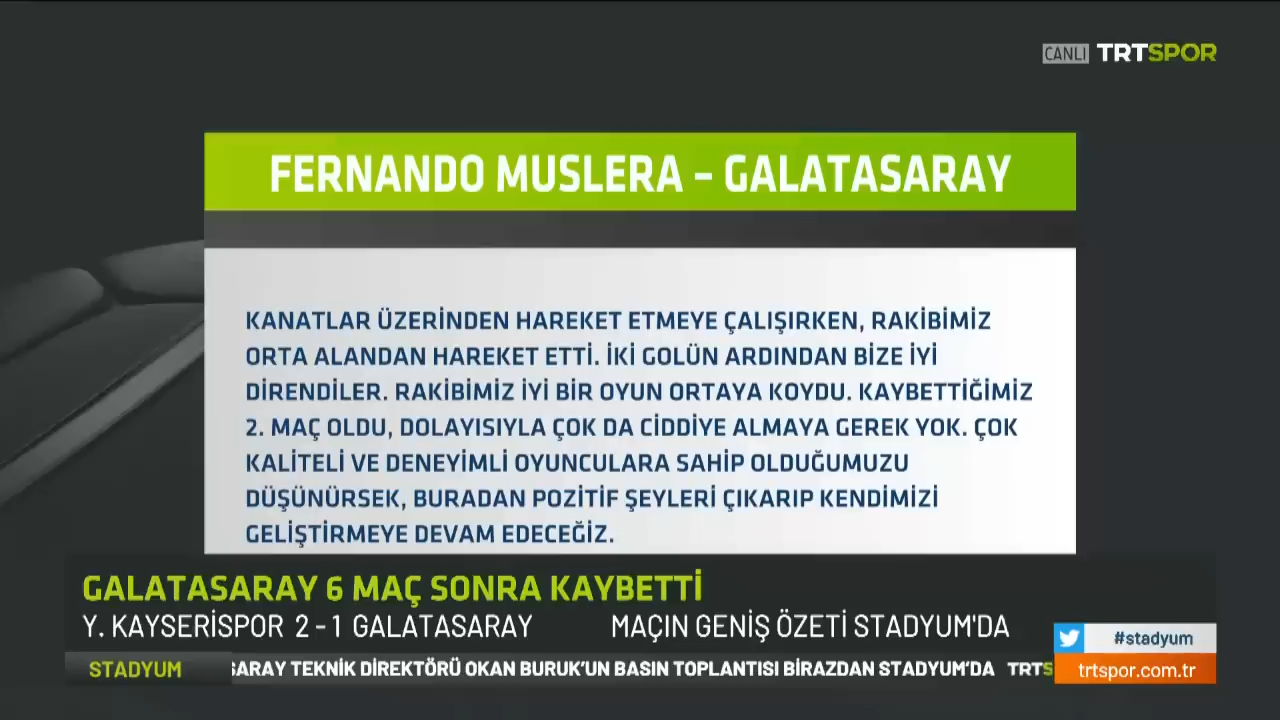 CANLI TRTSPOR
FERNANDO MUSLERA – GALATASARAY
KANATLAR ÜZERİNDEN HAREKET ETMEYE ÇALIŞIRKEN, RAKİBİMİZ
ORTA ALANDAN HAREKET ETTİ. İKİ GOLÜN ARDINDAN BİZE İYİ
DİRENDİLER. RAKİBİMİZ İYİ BİR OYUN ORTAYA KOYDU. KAYBETTİĞİMİZ
2. MAÇ OLDU, DOLAYISIYLA ÇOK DA CİDDİYE ALMAYA GEREK YOK. ÇOK
KALİTELİ VE DENEYİMLİ OYUNCULARA SAHİP OLDUĞUMUZU
DÜŞÜNÜRSEK, BURADAN POZİTİF ŞEYLERİ ÇIKARIP KENDİMİZİ
GELİŞTİRMEYE DEVAM EDECEĞİZ.
GALATASARAY 6 MAÇ SONRA KAYBETTİ
Y. KAYSERİSPOR 2 - 1 GALATASARAY MAÇIN GENİŞ ÖZETİ STADYUM'DA
#stadyum
STADYUM SARAY TEKNİK DİREKTÖRÜ OKAN BURUK'UN BASIN TOPLANTISI BİRAZDAN STADYUM'DA TRTS
trtspor.com.tr